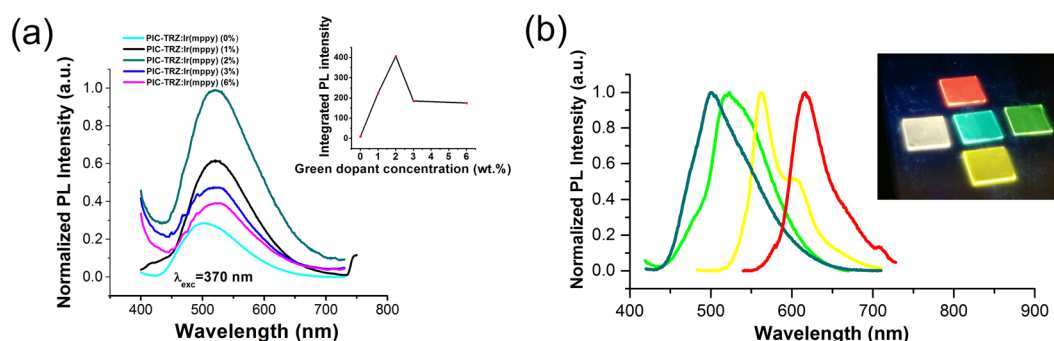 (a)
PIC-TRZ:Ir(mppy) (0%)
PIC-TRZ:Ir(mppy) (1%)
PIC-TRZ:Ir(mppy) (2%)
PIC-TRZ:Ir(mppy) (3%)
PIC-TRZ:Ir(mppy) (6%)
Normalized PL Intensity (a.u.)
1.0
0.8
0.6
0.4
0.2
0.0
λexc=370 nm
400 500 600 700 800
Wavelength (nm)
Integrated PL intensity
400
300
200
100
0
0 1 2 3 4 5 6
Green dopant concentration (wt.%)
(b)
Normalized PL Intensity (a.u.)
1.0
0.8
0.6
0.4
0.2
0.0
400 500 600 700 800 900
Wavelength (nm)